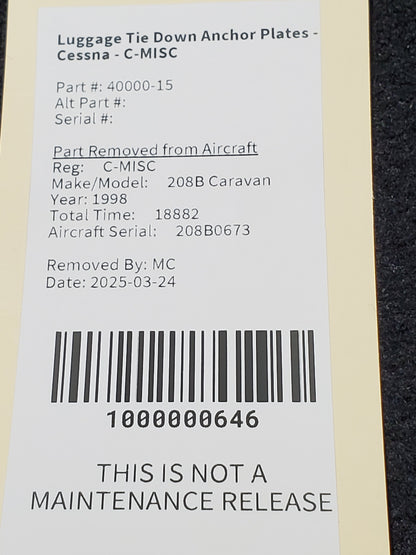 Luggage Tie Down Anchor Plates -
Cessna - C-MISC
Part #: 40000-15
Alt Part #:
Serial #:
Part Removed from Aircraft
Reg: C-MISC
Make/Model: 208B Caravan
Year: 1998
Total Time: 18882
Aircraft Serial: 208B0673
Removed By: MC
Date: 2025-03-24
1000000646
THIS IS NOT A
MAINTENANCE RELEASE